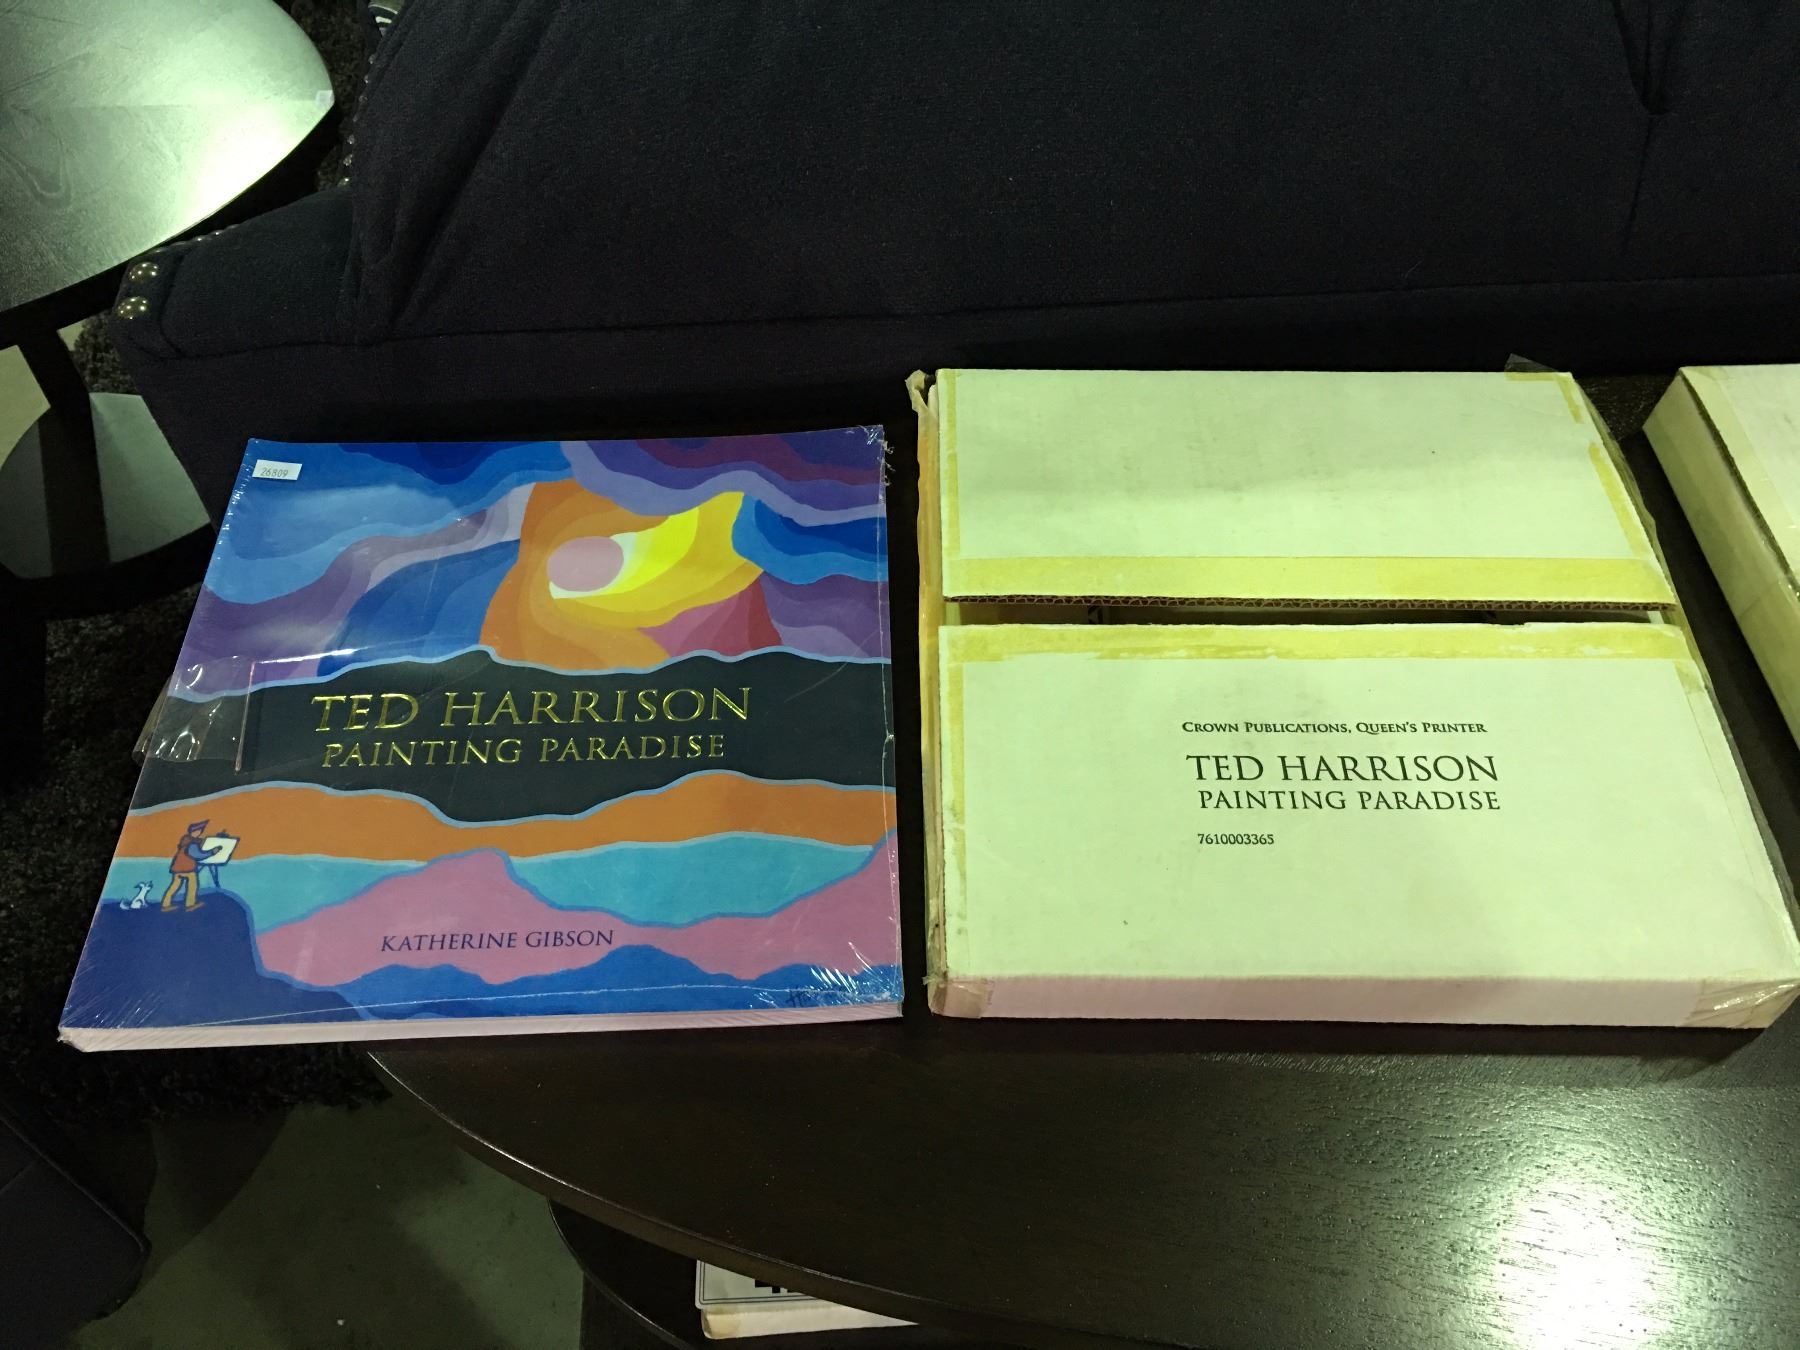 26809
TED HARRISON
PAINTING PARADISE
KATHERINE GIBSON
CROWN PUBLICATIONS, QUEEN'S PRINTER
TED HARRISON
PAINTING PARADISE
7610003365